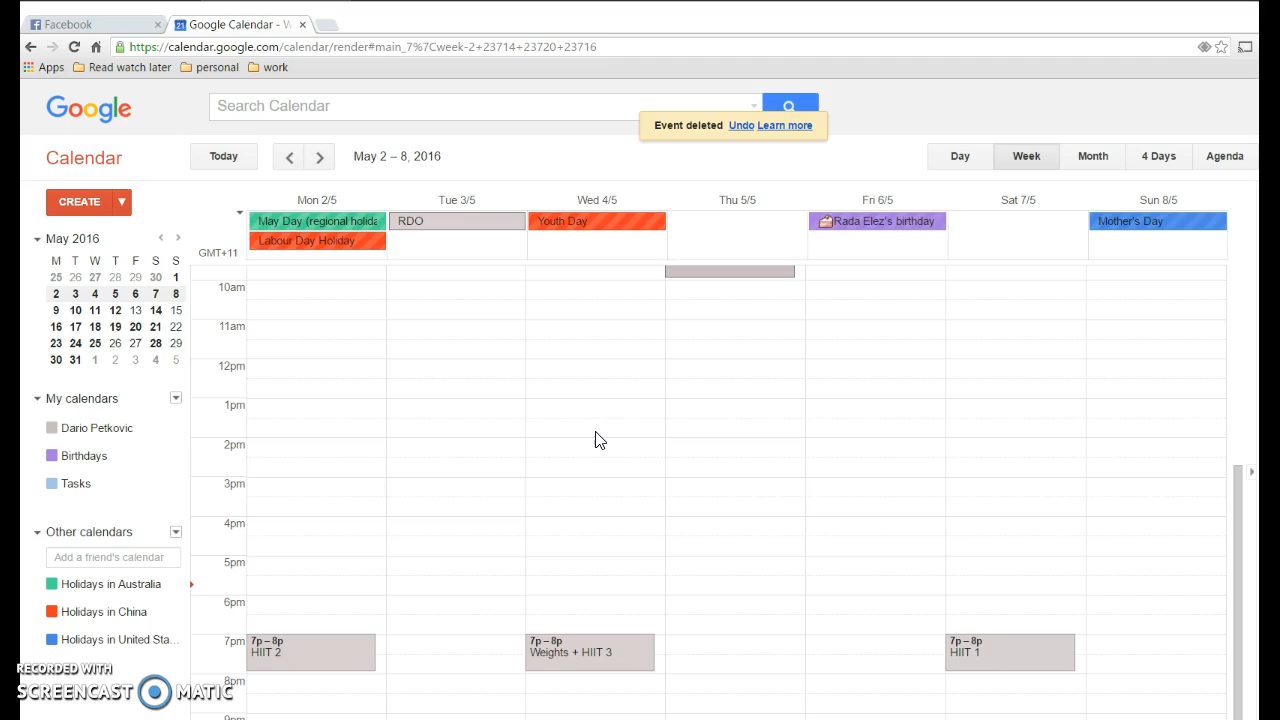 Facebook
Google Calendar - W
https://calendar.google.com/calendar/render#main_7%7Cweek-2+23714+23720+23716
Apps Read watch later personal work
Google Search Calendar
Event deleted Undo Learn more
Calendar Today May 2 – 8, 2016 Day Week Month 4 Days Agenda
CREATE
Mon 2/5 Tue 3/5 Wed 4/5 Thu 5/5 Fri 6/5 Sat 7/5 Sun 8/5
May Day (regional holida RDO Youth Day Rada Elez's birthday Mother's Day
Labour Day Holiday
GMT+11
May 2016
M T W T F S S
25 26 27 28 29 30 1
2 3 4 5 6 7 8
9 10 11 12 13 14 15
16 17 18 19 20 21 22
23 24 25 26 27 28 29
30 31 1 2 3 4 5
My calendars
Dario Petkovic
Birthdays
Tasks
Other calendars
Add a friend's calendar
Holidays in Australia
Holidays in China
Holidays in United Sta...
10am
11am
12pm
1pm
2pm
3pm
4pm
5pm
6pm
7pm
8pm
9pm
7p – 8p
HIIT 2
7p – 8p
Weights + HIIT 3
7p – 8p
HIIT 1
RECORDED WITH
SCREENCAST MATIC